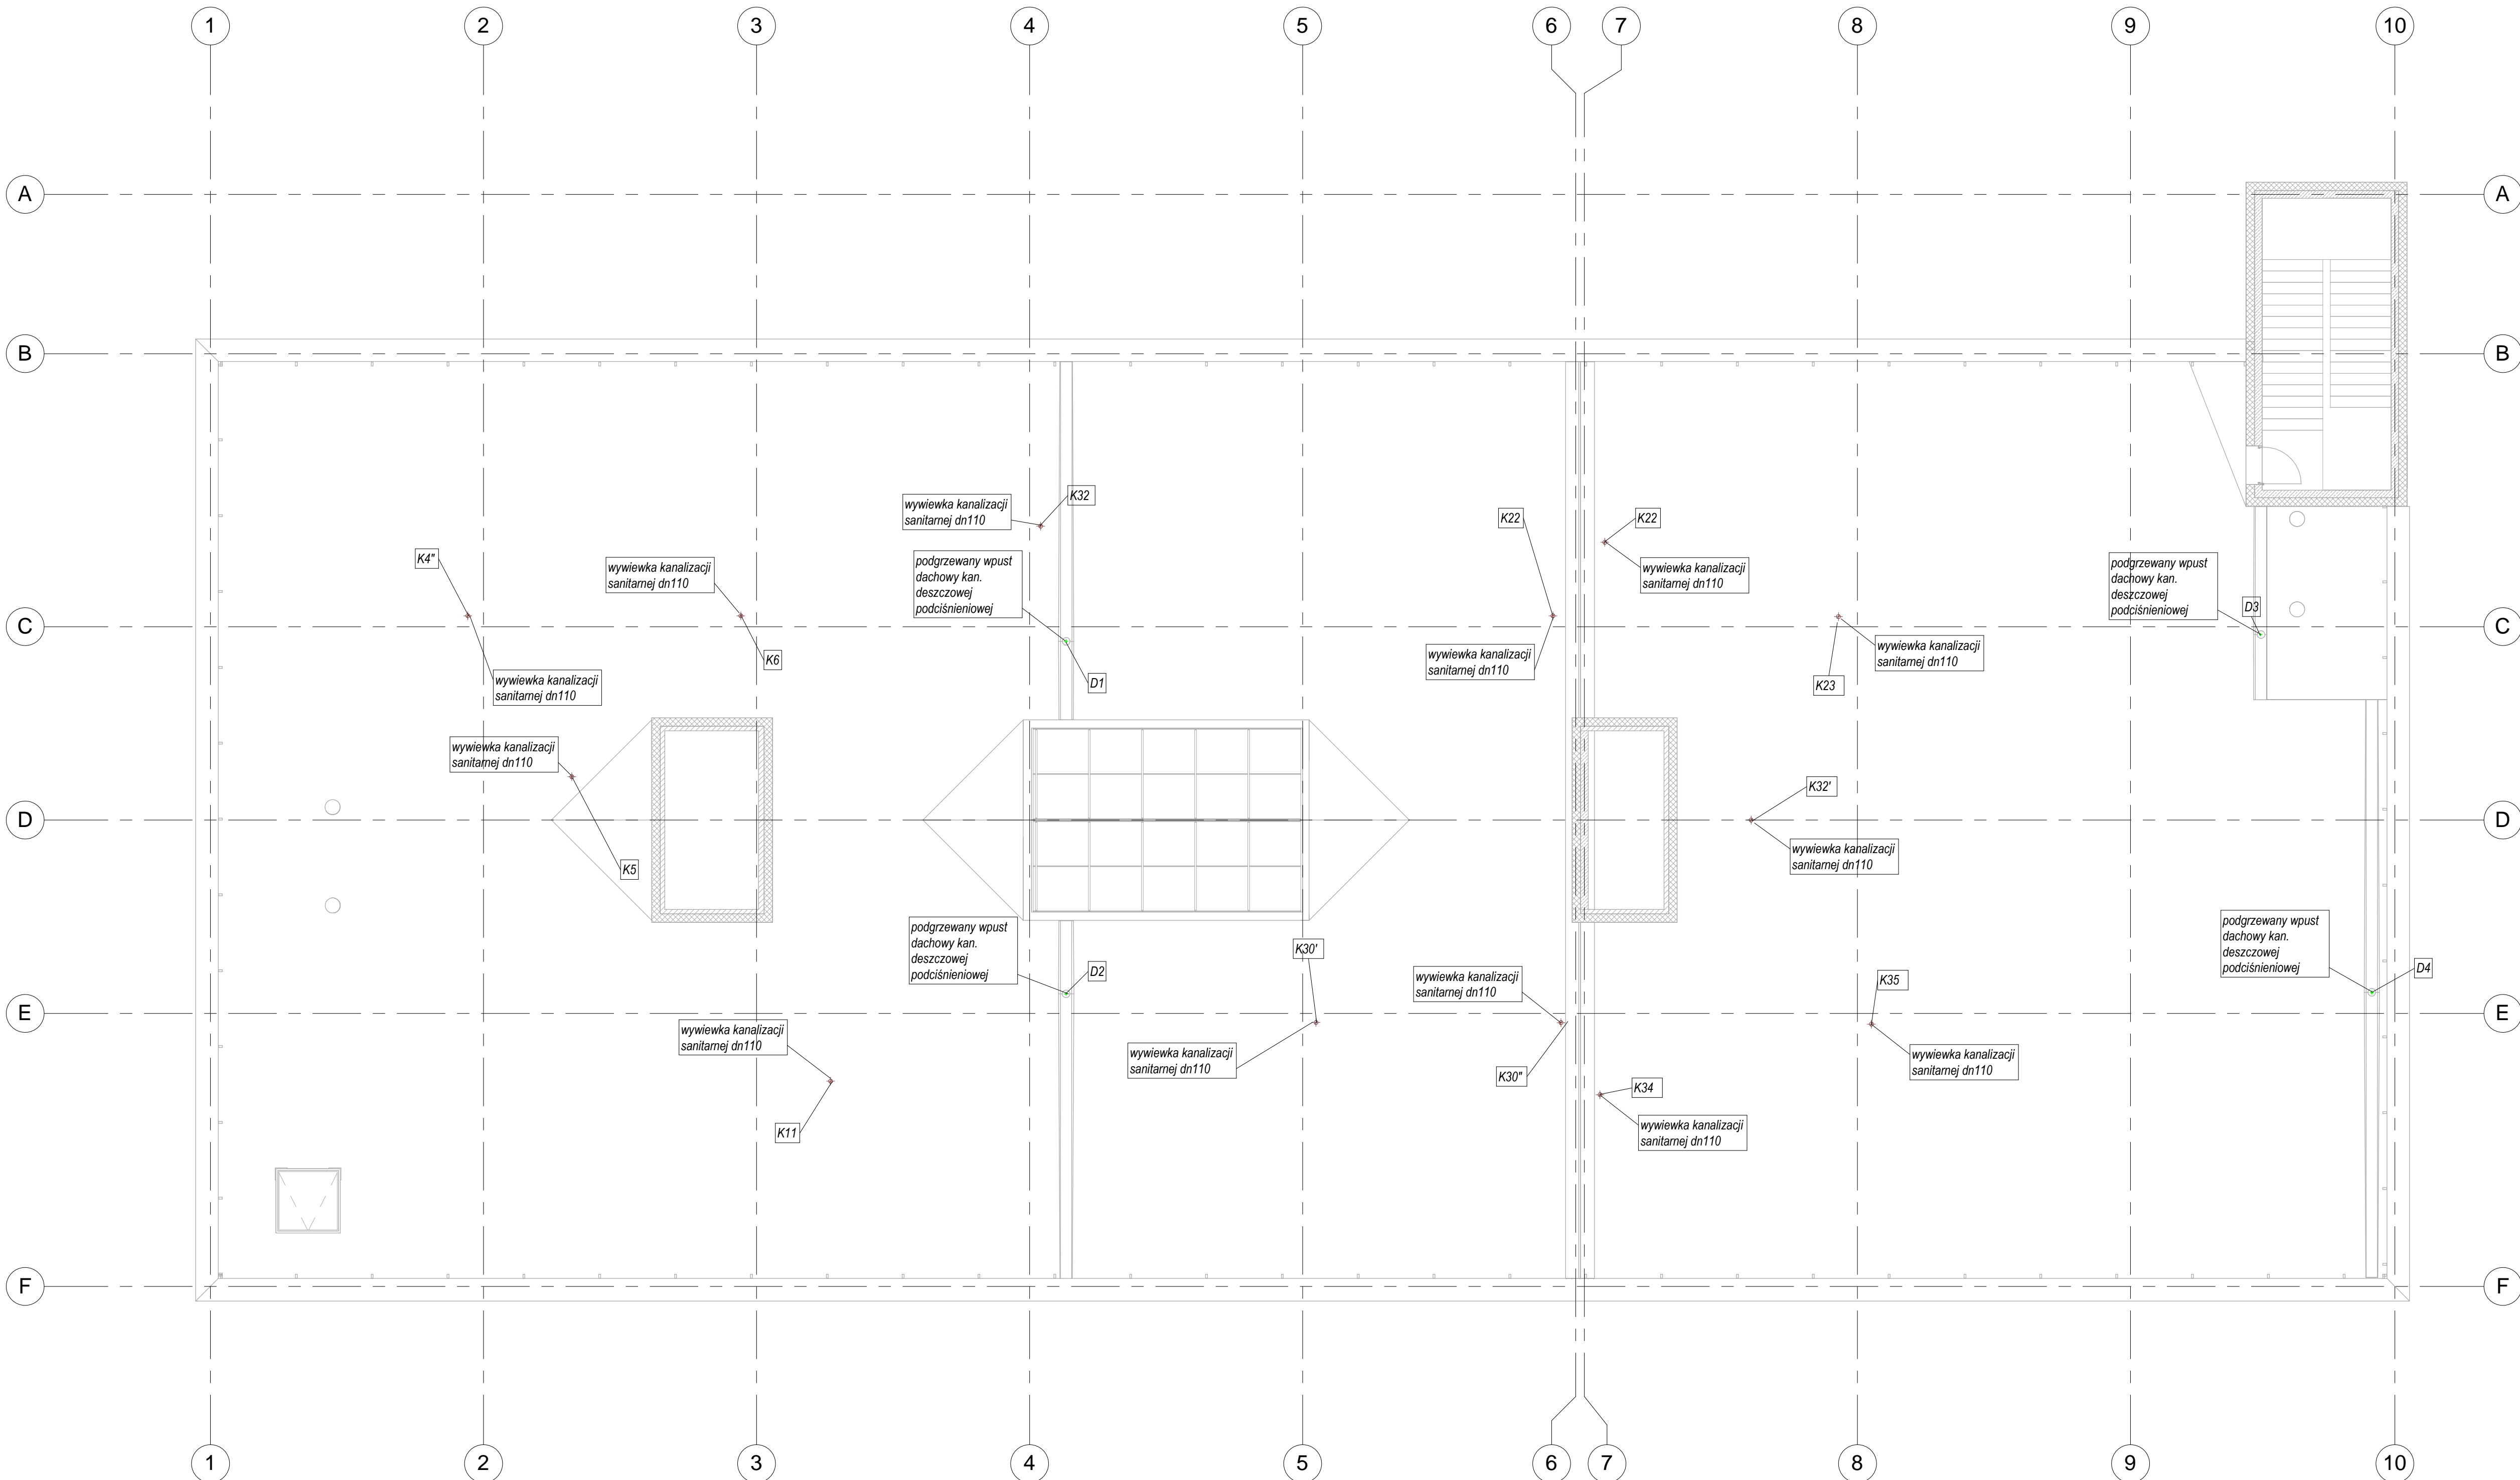 1
2
3
4
5
6
7
8
9
10
A
A
B
B
K32
wywiewka kanalizacji
sanitarnej dn110
K22
K22
K4"
wywiewka kanalizacji
sanitarnej dn110
podgrzewany wpust
dachowy kan.
deszczowej
podciśnieniowej
wywiewka kanalizacji
sanitarnej dn110
podgrzewany wpust
dachowy kan.
deszczowej
podciśnieniowej
D3
C
C
K6
wywiewka kanalizacji
sanitarnej dn110
D1
wywiewka kanalizacji
sanitarnej dn110
K23
wywiewka kanalizacji
sanitarnej dn110
wywiewka kanalizacji
sanitarnej dn110
K32'
D
D
K5
wywiewka kanalizacji
sanitarnej dn110
podgrzewany wpust
dachowy kan.
deszczowej
podciśnieniowej
D2
K30'
wywiewka kanalizacji
sanitarnej dn110
K35
podgrzewany wpust
dachowy kan.
deszczowej
podciśnieniowej
D4
E
E
wywiewka kanalizacji
sanitarnej dn110
wywiewka kanalizacji
sanitarnej dn110
K30"
wywiewka kanalizacji
sanitarnej dn110
K34
K11
wywiewka kanalizacji
sanitarnej dn110
F
F
1
2
3
4
5
6
7
8
9
10